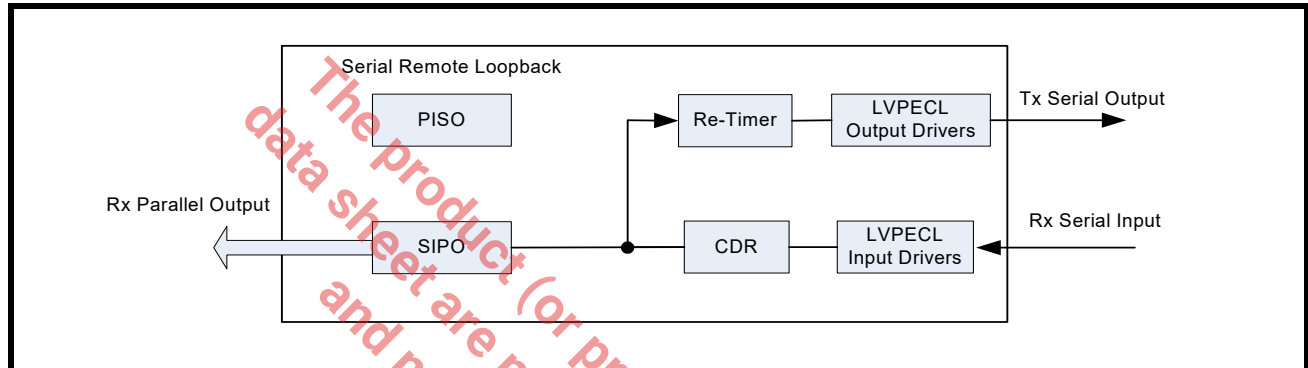 Serial Remote Loopback
PISO
Re-Timer
LVPECL
Output Drivers
Tx Serial Output
Rx Parallel Output
SIPO
CDR
LVPECL
Input Drivers
Rx Serial Input
The product (or pr
data sheet are
and